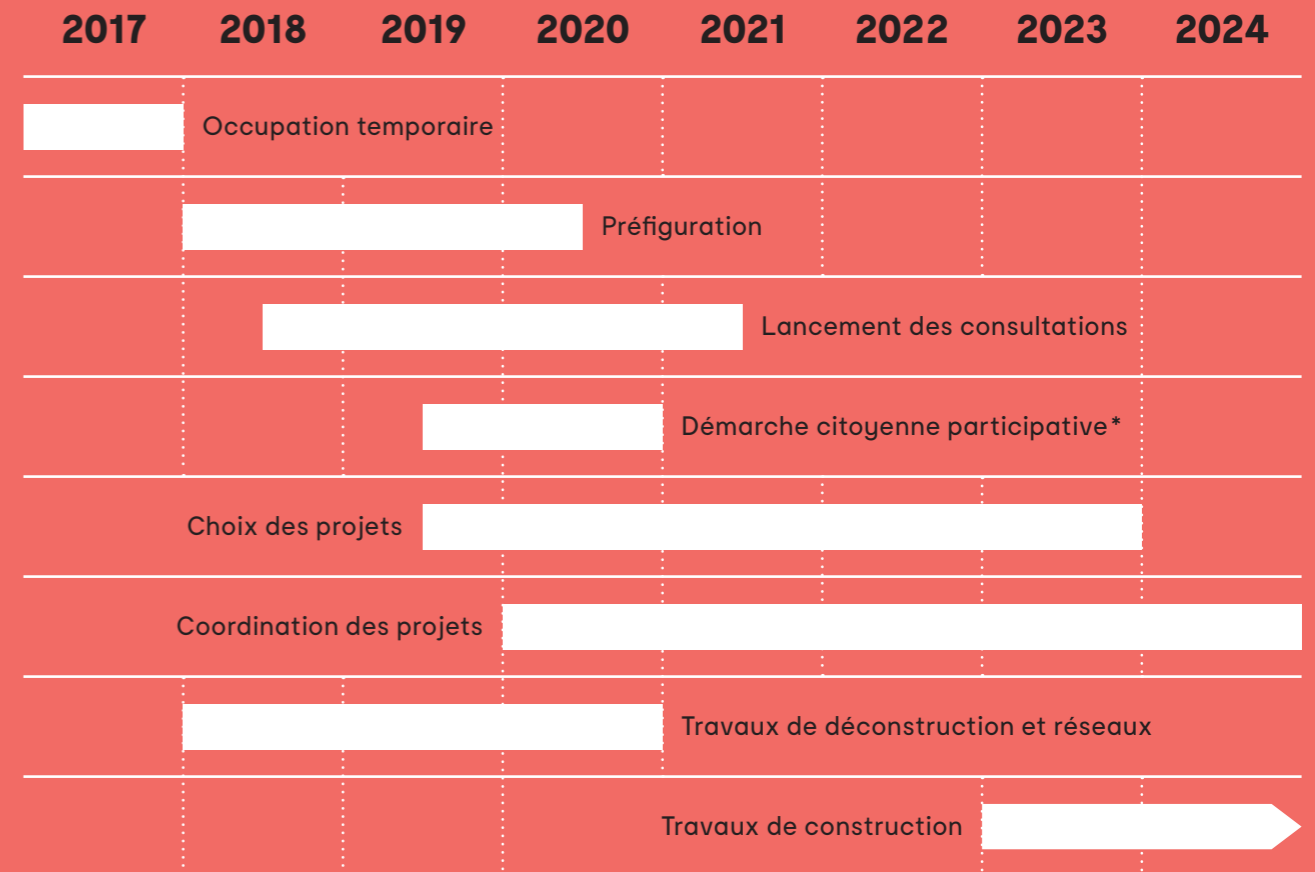 2017 2018 2019 2020 2021 2022 2023 2024
Occupation temporaire
Préfiguration
Lancement des consultations
Démarche citoyenne participative*
Choix des projets
Coordination des projets
Travaux de déconstruction et réseaux
Travaux de construction